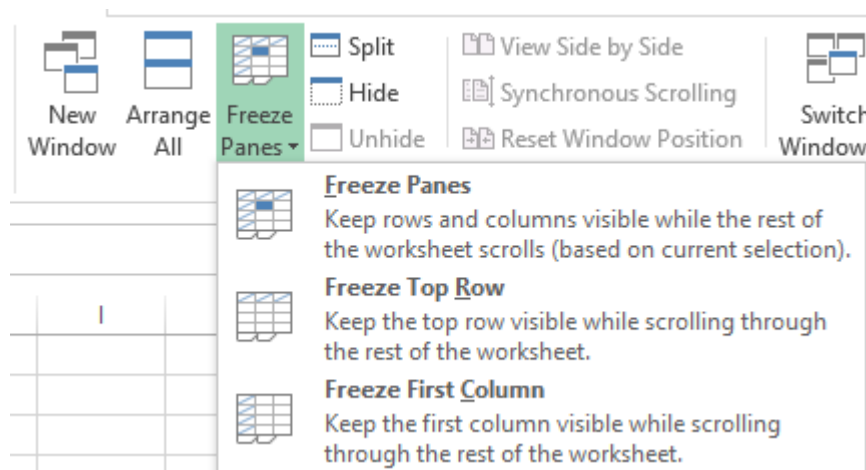 New Window
Arrange All
Freeze Panes
Split
Hide
Unhide
View Side by Side
Synchronous Scrolling
Reset Window Position
Switch
Window
Freeze Panes
Keep rows and columns visible while the rest of
the worksheet scrolls (based on current selection).
Freeze Top Row
Keep the top row visible while scrolling through
the rest of the worksheet.
Freeze First Column
Keep the first column visible while scrolling
through the rest of the worksheet.
I